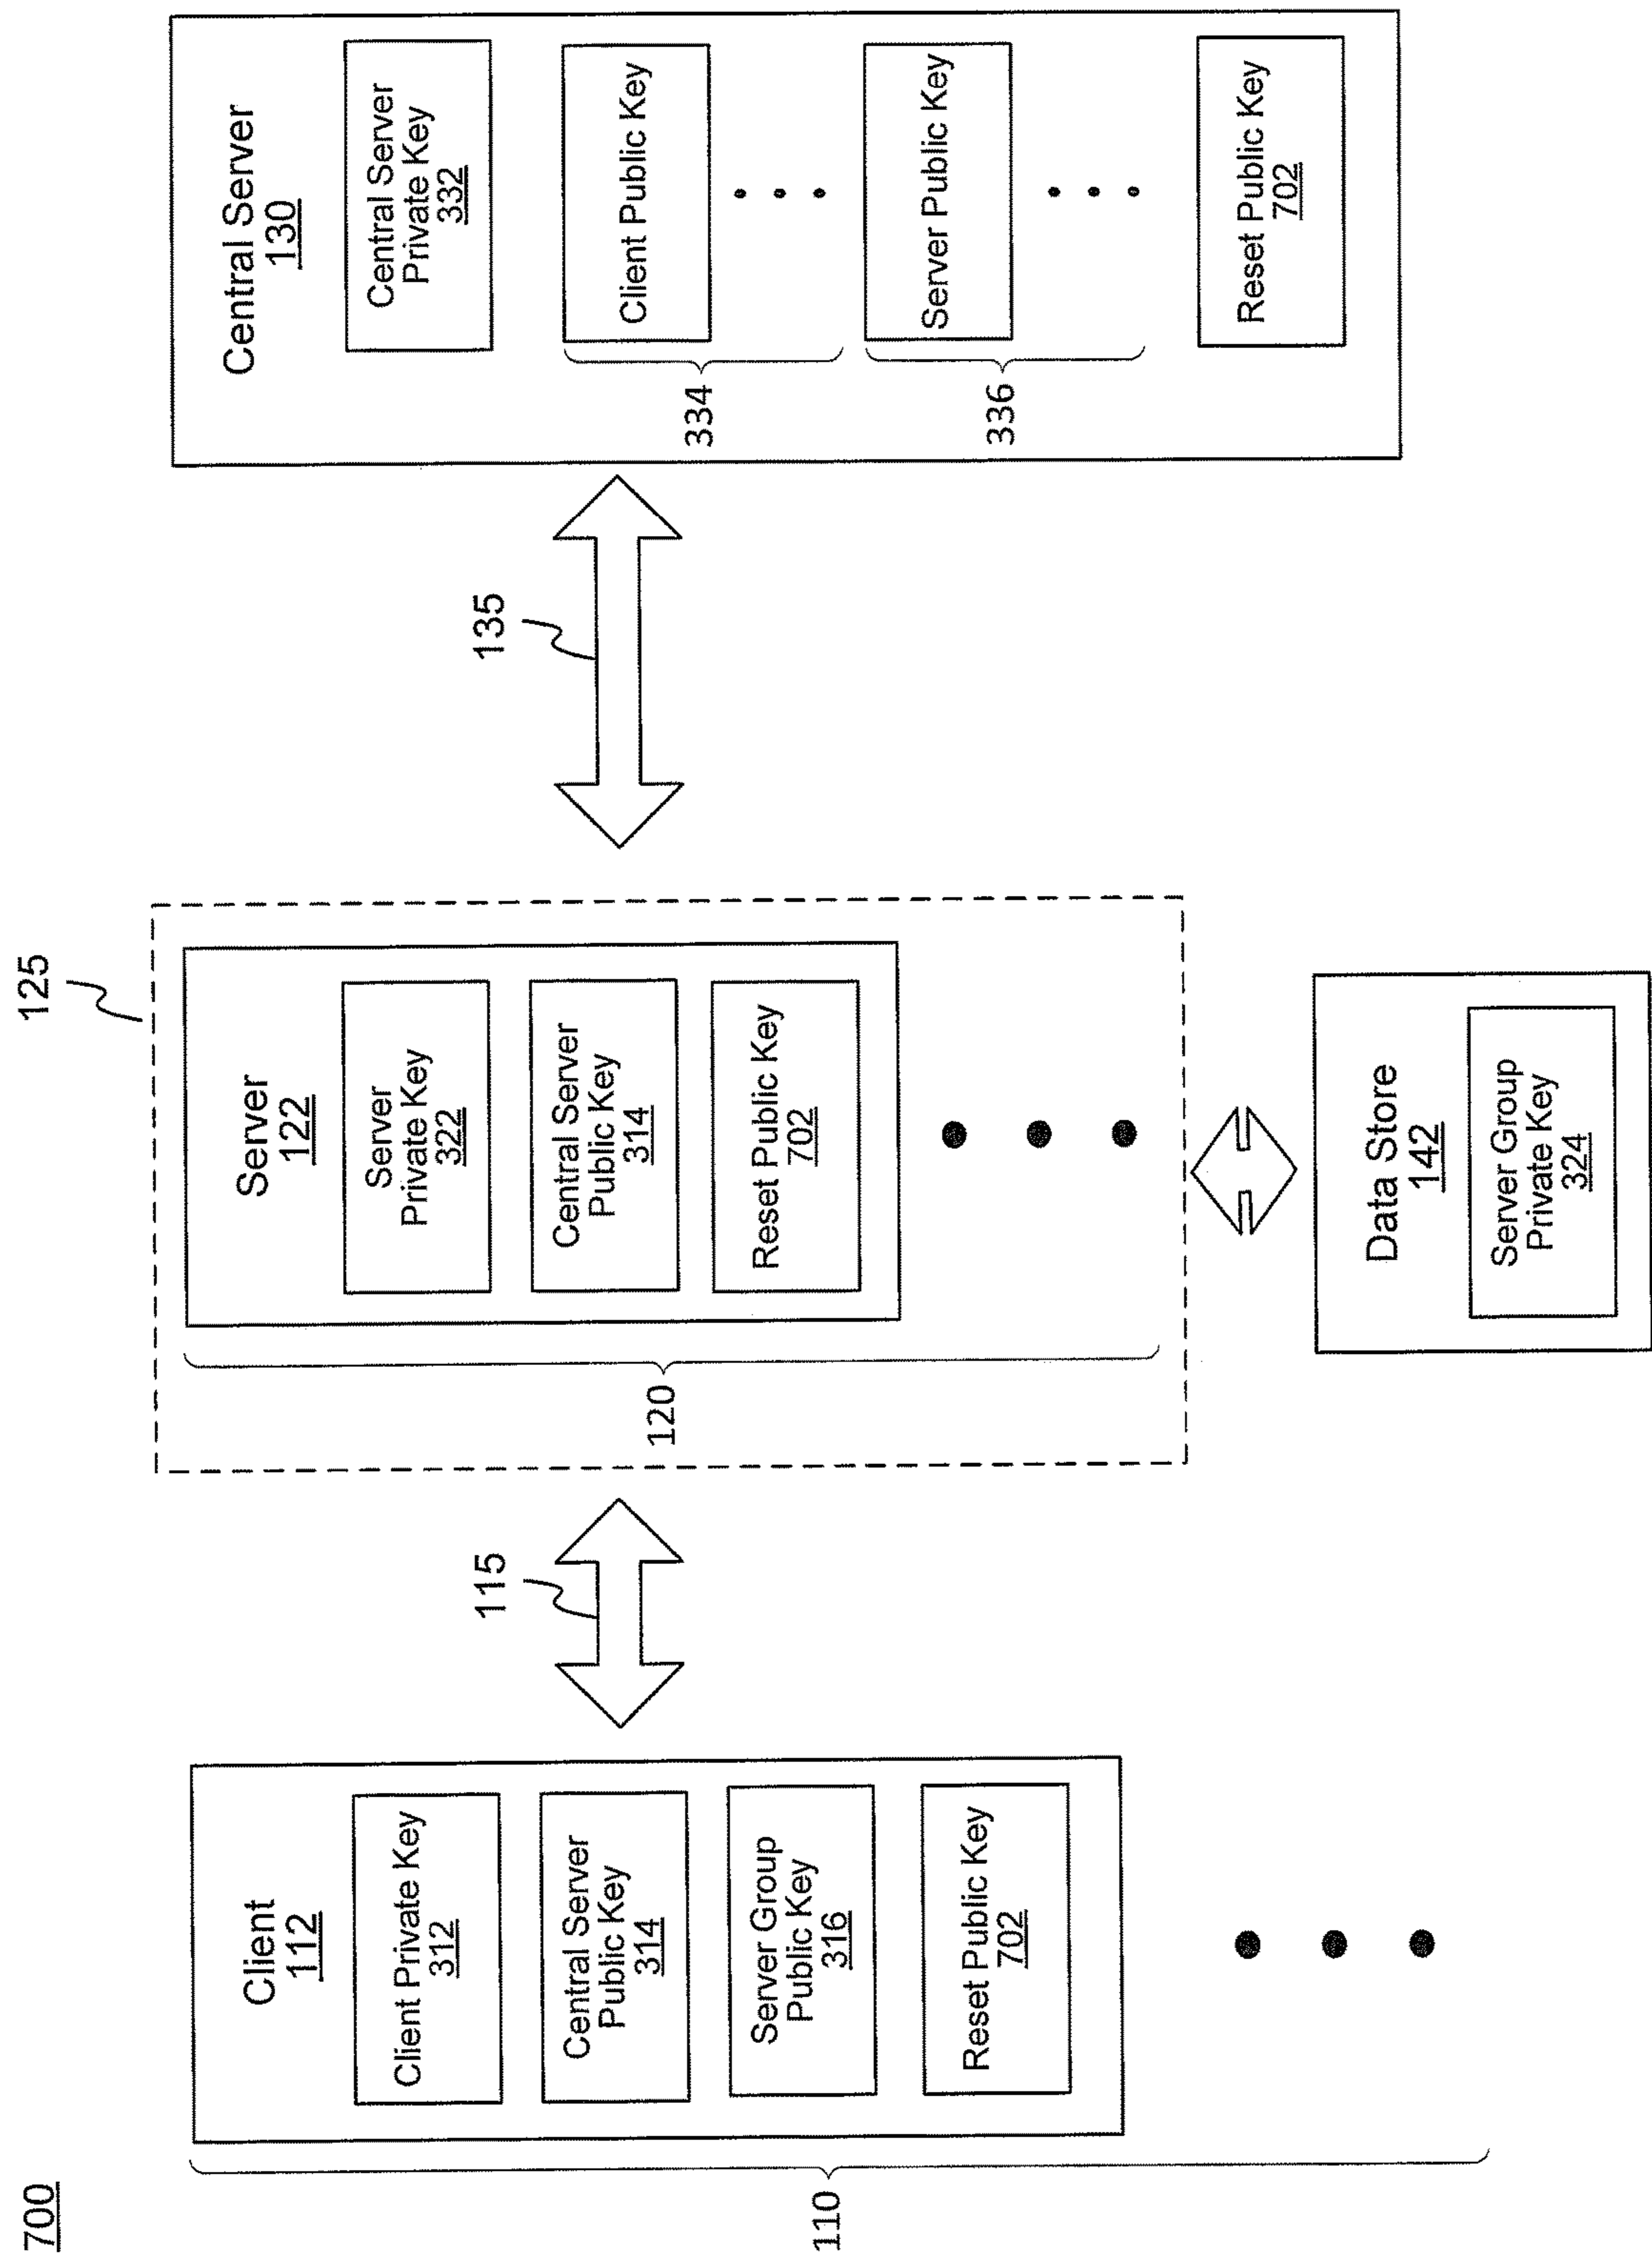 700
Client
112
Client Private Key
312
Central Server
Public Key
314
Server Group
Public Key
316
Reset Public Key
702
110
115
125
Server
122
Server
Private Key
322
Central Server
Public Key
314
Reset Public Key
702
120
Data Store
142
Server Group
Private Key
324
135
Central Server
130
Central Server
Private Key
332
Client Public Key
334
Server Public Key
336
Reset Public Key
702